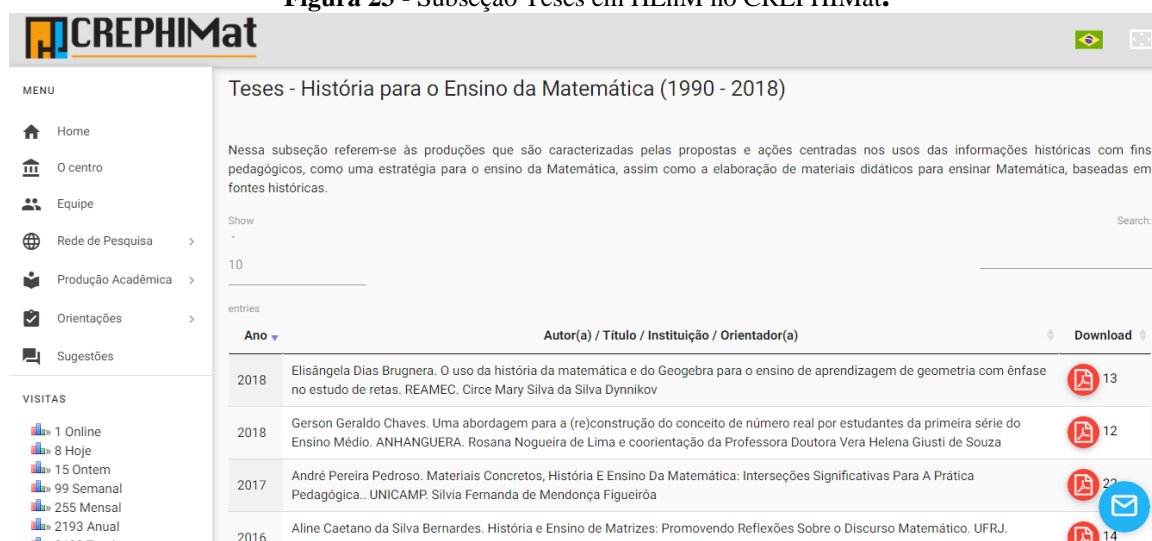 Figura 23 - Subseção Teses em HEnM no CREPHIMat.
CREPHIMat
MENU
Home
O centro
Equipe
Rede de Pesquisa
Produção Acadêmica
Orientações
Sugestões
VISITAS
» 1 Online
» 8 Hoje
» 15 Ontem
» 99 Semanal
» 255 Mensal
» 2193 Anual
Teses - História para o Ensino da Matemática (1990 - 2018)
Nessa subseção referem-se às produções que são caracterizadas pelas propostas e ações centradas nos usos das informações históricas com fins
pedagógicos, como uma estratégia para o ensino da Matemática, assim como a elaboração de materiais didáticos para ensinar Matemática, baseadas em
fontes históricas.
Show
Search:
-
10
entries
Ano Autor(a) / Título / Instituição / Orientador(a) Download
2018 Elisângela Dias Brugnera. O uso da história da matemática e do Geogebra para o ensino de aprendizagem de geometria com ênfase
no estudo de retas. REAMEC. Circe Mary Silva da Silva Dynnikov 13
2018 Gerson Geraldo Chaves. Uma abordagem para a (re)construção do conceito de número real por estudantes da primeira série do
Ensino Médio. ANHANGUERA. Rosana Nogueira de Lima e coorientação da Professora Doutora Vera Helena Giusti de Souza 12
2017 André Pereira Pedroso. Materiais Concretos, História E Ensino Da Matemática: Interseções Significativas Para A Prática
Pedagógica.. UNICAMP. Silvia Fernanda de Mendonça Figueirôa
2016 Aline Caetano da Silva Bernardes. História e Ensino de Matrizes: Promovendo Reflexões Sobre o Discurso Matemático. UFRJ. 14